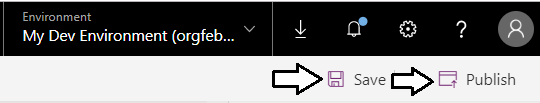 Environment
My Dev Environment (orgfeb...
?
Save
Publish